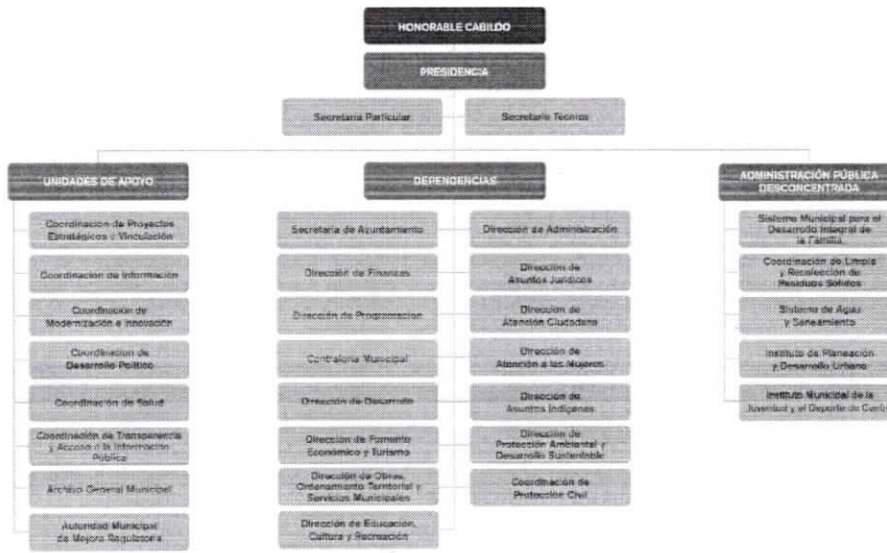 HONORABLE CABILDO
PRESIDENCIA
Secretaría Particular
Secretario Técnico
UNIDADES DE APOYO
Coordinación de Proyectos
Estratégicos y Vinculación
Coordinación de Información
Coordinación de
Modernización e Innovación
Coordinacion de
Desarrollo Político
Coordinación de Salud
Coordinación de Transparencia
y Acceso a la Información
Pública
Archivo General Municipal
Autoridad Municipal
de Mejora Regulatoria
DEPENDENCIAS
Secretaría de Ayuntamiento
Dirección de Finanzas
Dirección de Programación
Contraloría Municipal
Dirección de Desarrollo
Dirección de Fomento
Económico y Turismo
Dirección de Obras,
Ordenamiento Territorial y
Servicios Municipales
Dirección de Educación,
Cultura y Recreación
Dirección de Administración
Dirección de
Asuntos Jurídicos
Dirección de
Atención Ciudadana
Dirección de
Atención a las Mujeres
Dirección de
Asuntos Indígenas
Dirección de
Protección Ambiental y
Desarrollo Sustentable
Coordinación de
Protección Civil
ADMINISTRACIÓN PÚBLICA
DESCONCENTRADA
Sistema Municipal para el
Desarrollo Integral de
la Familia
Coordinación de Limpia
y Recolección de
Residuos Sólidos
Sistema de Agua
y Saneamiento
Instituto de Planeación
y Desarrollo Urbano
Instituto Municipal de la
Juventud y el Deporte de